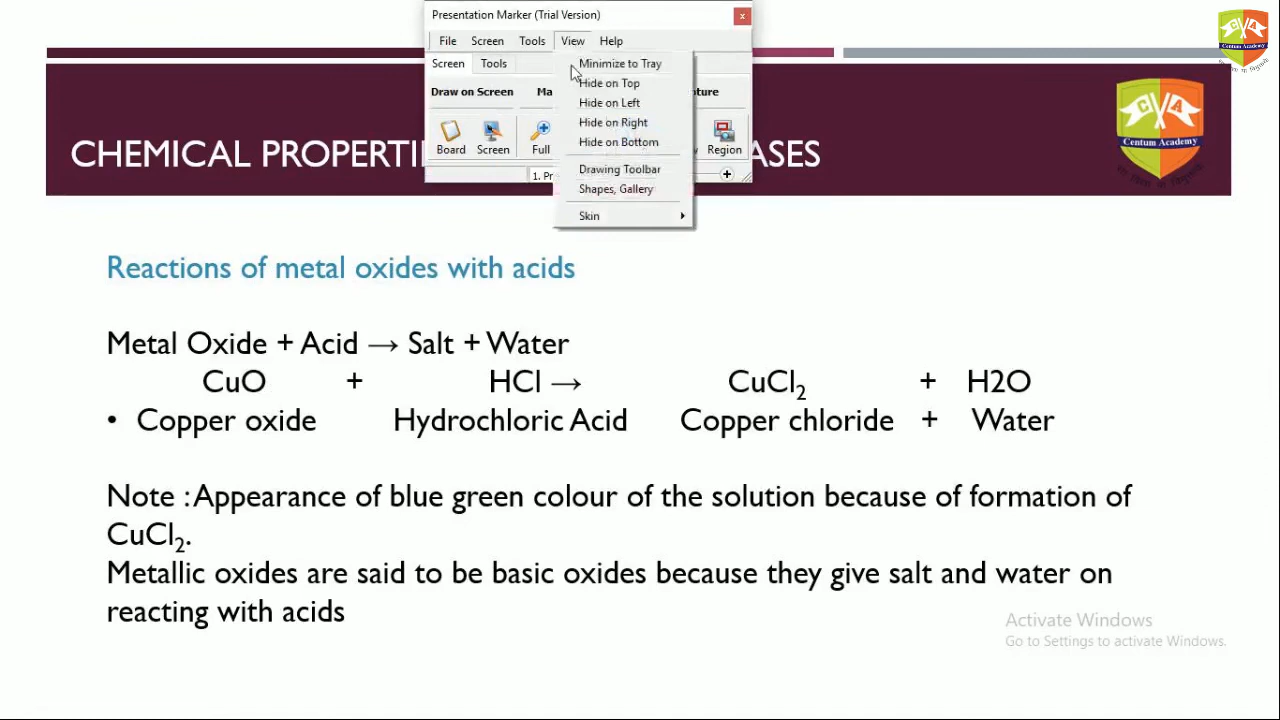 Presentation Marker (Trial Version)
x
File Screen Tools View Help
Screen Tools
Minimize to Tray
Hide on Top
Hide on Left
Hide on Right
Hide on Bottom
Drawing Toolbar
Shapes, Gallery
Skin
Draw on Screen Ma ture
Board Screen Full Region
1. Pr
CHEMICAL PROPERTI ASES
CA
Centum Academy
Reactions of metal oxides with acids
Metal Oxide + Acid → Salt + Water
CuO + HCl → CuCl₂ + H2O
• Copper oxide Hydrochloric Acid Copper chloride + Water
Note : Appearance of blue green colour of the solution because of formation of
CuCl₂.
Metallic oxides are said to be basic oxides because they give salt and water on
reacting with acids
Activate Windows
Go to Settings to activate Windows.